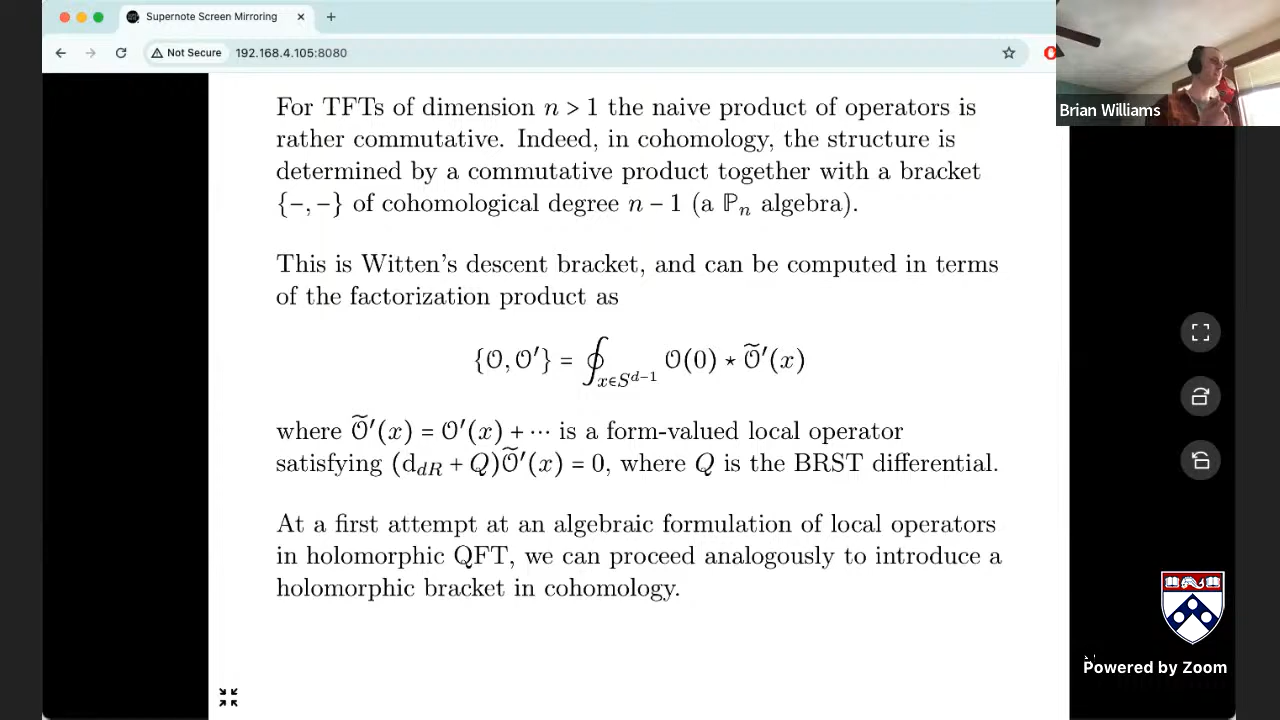 Supernote Screen Mirroring
Not Secure 192.168.4.105:8080
Brian Williams
For TFTs of dimension n > 1 the naive product of operators is
rather commutative. Indeed, in cohomology, the structure is
determined by a commutative product together with a bracket
{−, −} of cohomological degree n − 1 (a ℙₙ algebra).
This is Witten's descent bracket, and can be computed in terms
of the factorization product as
{𝒪, 𝒪′} = ∮_{x∈S^{d−1}} 𝒪(0) ⋆ 𝒪̃′(x)
where 𝒪̃′(x) = 𝒪′(x) + ⋯ is a form-valued local operator
satisfying (d_{dR} + Q)𝒪̃′(x) = 0, where Q is the BRST differential.
At a first attempt at an algebraic formulation of local operators
in holomorphic QFT, we can proceed analogously to introduce a
holomorphic bracket in cohomology.
Powered by Zoom